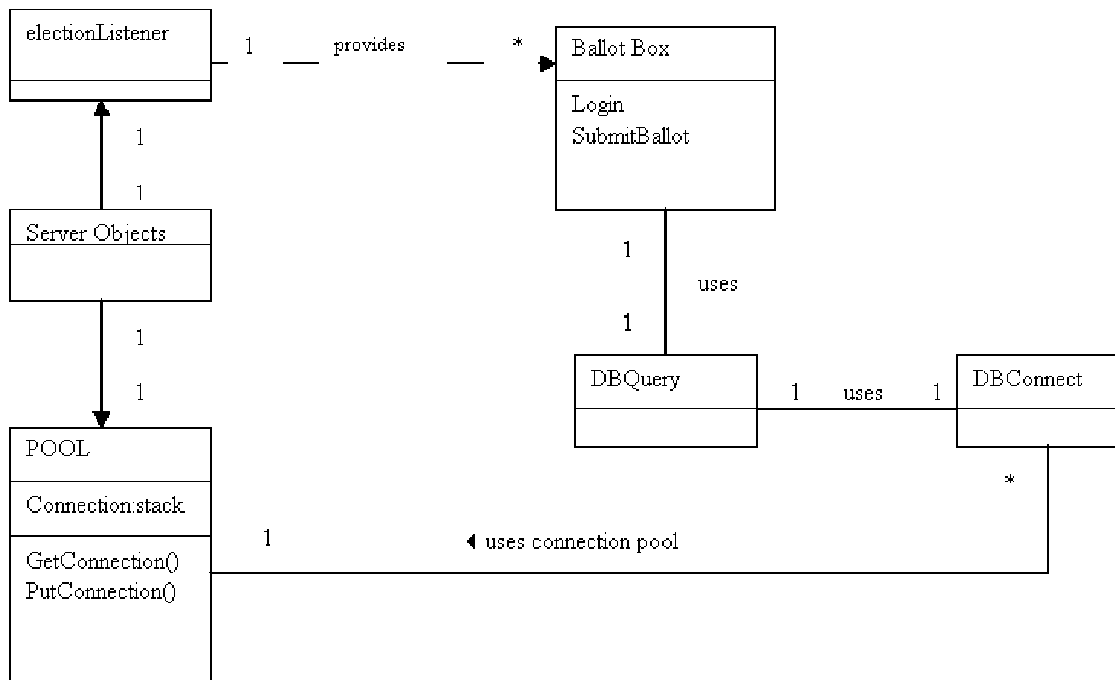 electionListener
1 provides *
Ballot Box
Login
SubmitBallot
1
1
Server Objects
1
uses
1
1
1
DBQuery
1 uses 1
DBConnect
POOL
*
Connection:stack
1 uses connection pool
GetConnection()
PutConnection()